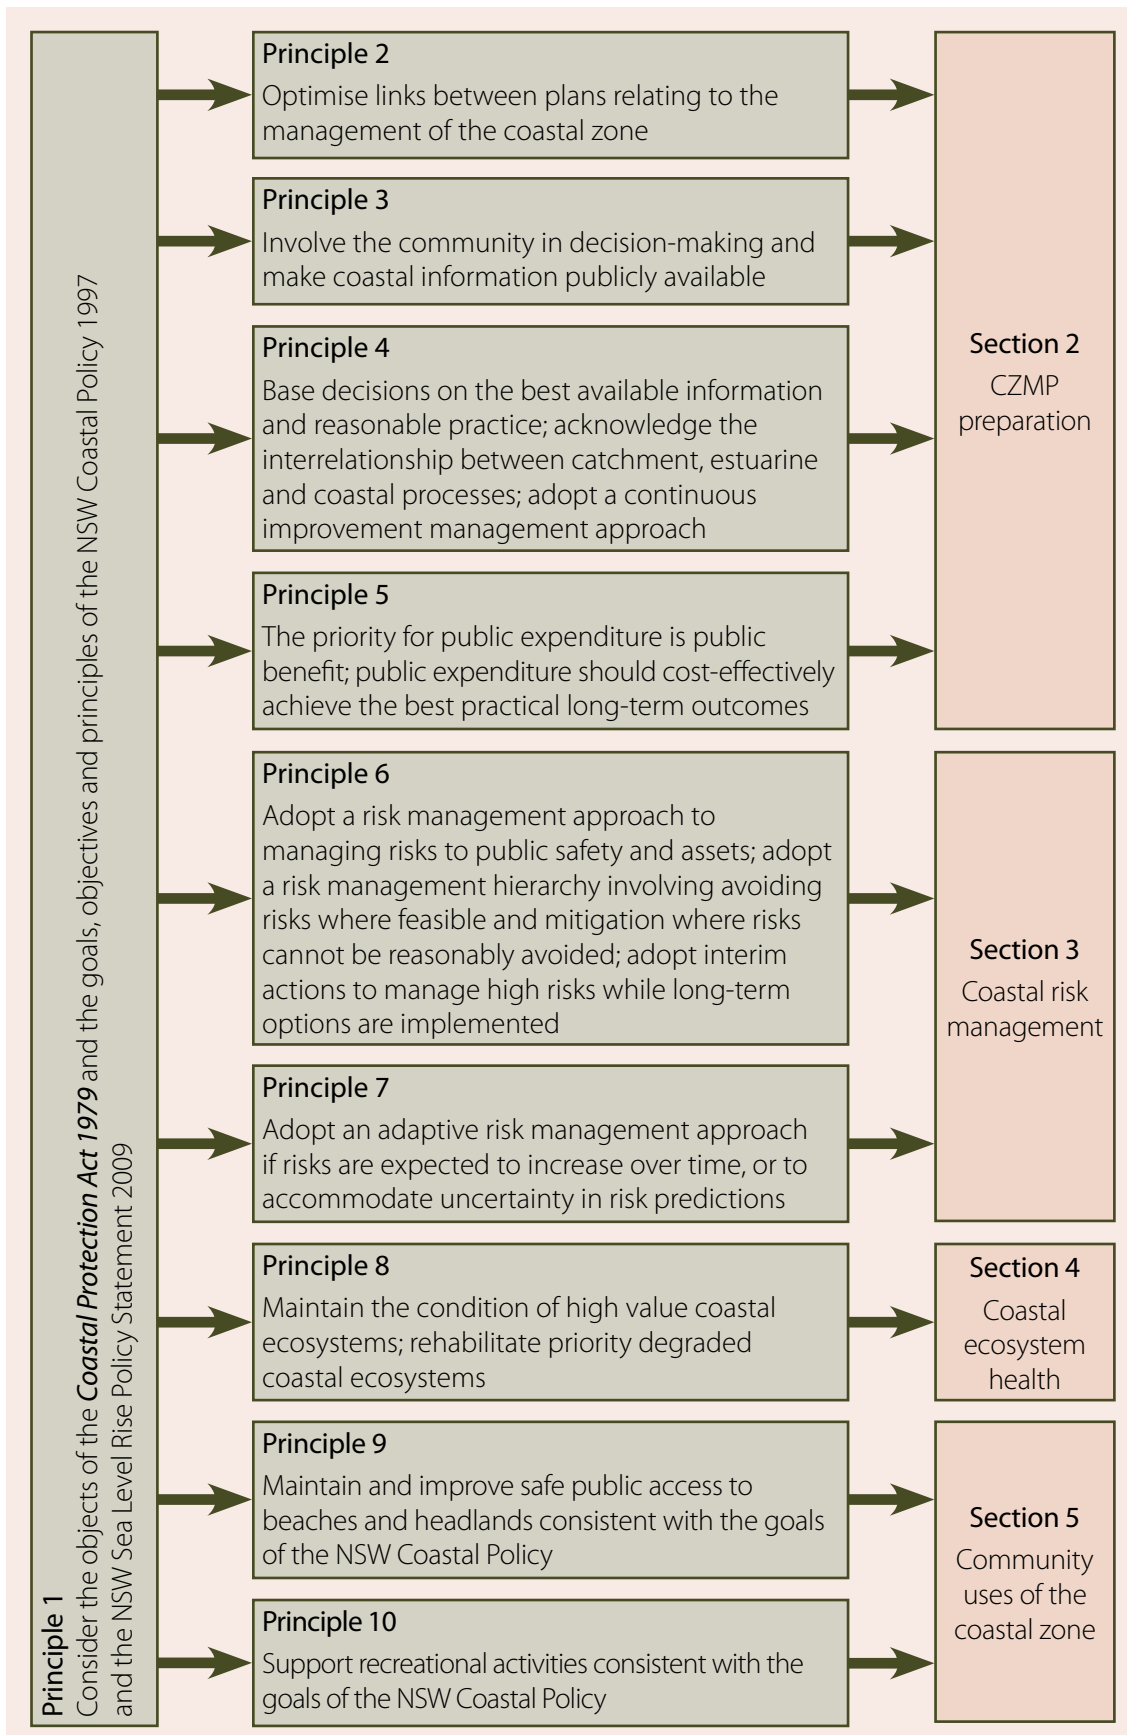 Principle 1
Consider the objects of the Coastal Protection Act 1979 and the goals, objectives and principles of the NSW Coastal Policy 1997
and the NSW Sea Level Rise Policy Statement 2009
Principle 2
Optimise links between plans relating to the
management of the coastal zone
Principle 3
Involve the community in decision-making and
make coastal information publicly available
Principle 4
Base decisions on the best available information
and reasonable practice; acknowledge the
interrelationship between catchment, estuarine
and coastal processes; adopt a continuous
improvement management approach
Principle 5
The priority for public expenditure is public
benefit; public expenditure should cost-effectively
achieve the best practical long-term outcomes
Section 2
CZMP
preparation
Principle 6
Adopt a risk management approach to
managing risks to public safety and assets; adopt
a risk management hierarchy involving avoiding
risks where feasible and mitigation where risks
cannot be reasonably avoided; adopt interim
actions to manage high risks while long-term
options are implemented
Principle 7
Adopt an adaptive risk management approach
if risks are expected to increase over time, or to
accommodate uncertainty in risk predictions
Section 3
Coastal risk
management
Principle 8
Maintain the condition of high value coastal
ecosystems; rehabilitate priority degraded
coastal ecosystems
Section 4
Coastal
ecosystem
health
Principle 9
Maintain and improve safe public access to
beaches and headlands consistent with the goals
of the NSW Coastal Policy
Principle 10
Support recreational activities consistent with the
goals of the NSW Coastal Policy
Section 5
Community
uses of the
coastal zone